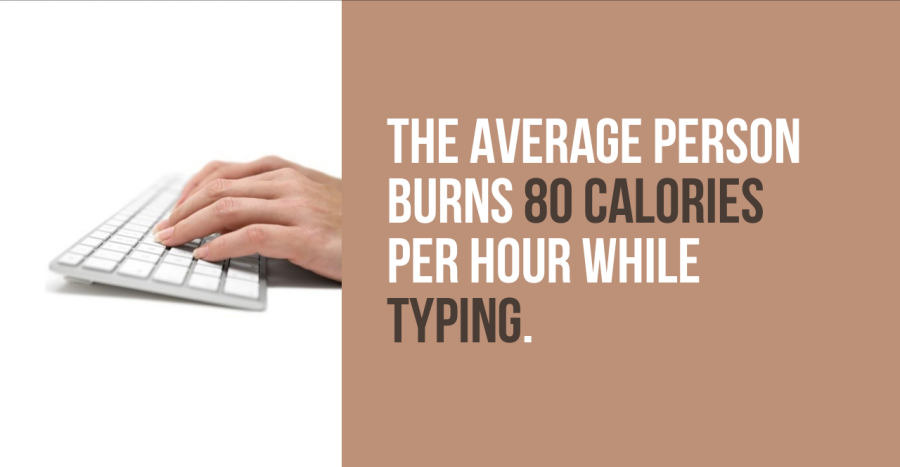 THE AVERAGE PERSON
BURNS 80 CALORIES
PER HOUR WHILE
TYPING.